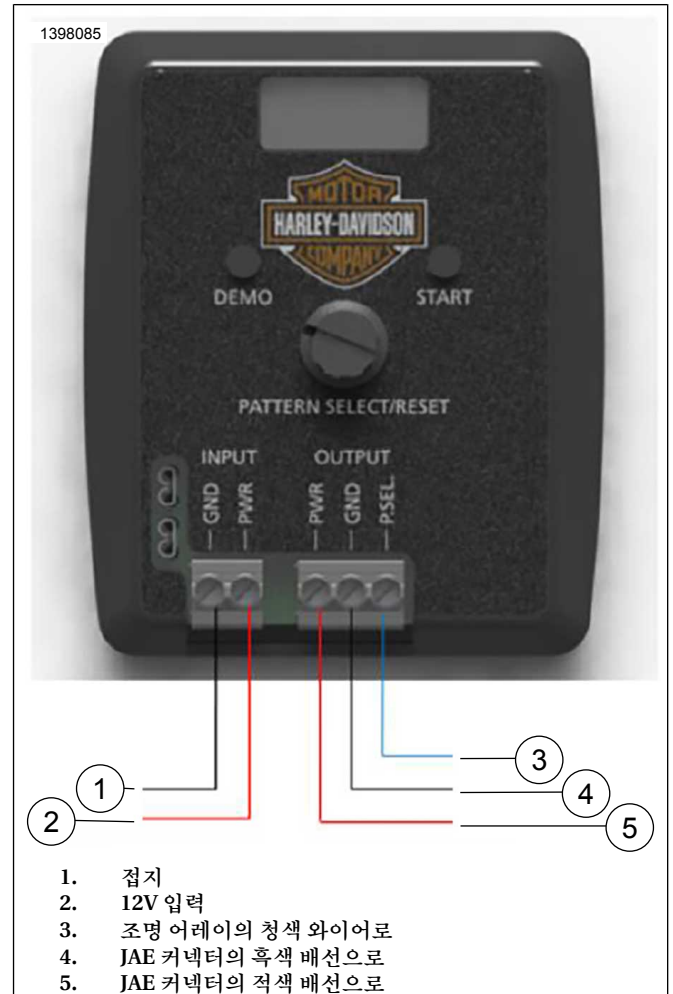 1398085
MOTOR
HARLEY-DAVIDSON
COMPANY
DEMO
START
PATTERN SELECT/RESET
INPUT
OUTPUT
GND
PWR
PWR
GND
P.SEL.
1
2
3
4
5
1. 접지
2. 12V 입력
3. 조명 어레이의 청색 와이어로
4. JAE 커넥터의 흑색 배선으로
5. JAE 커넥터의 적색 배선으로